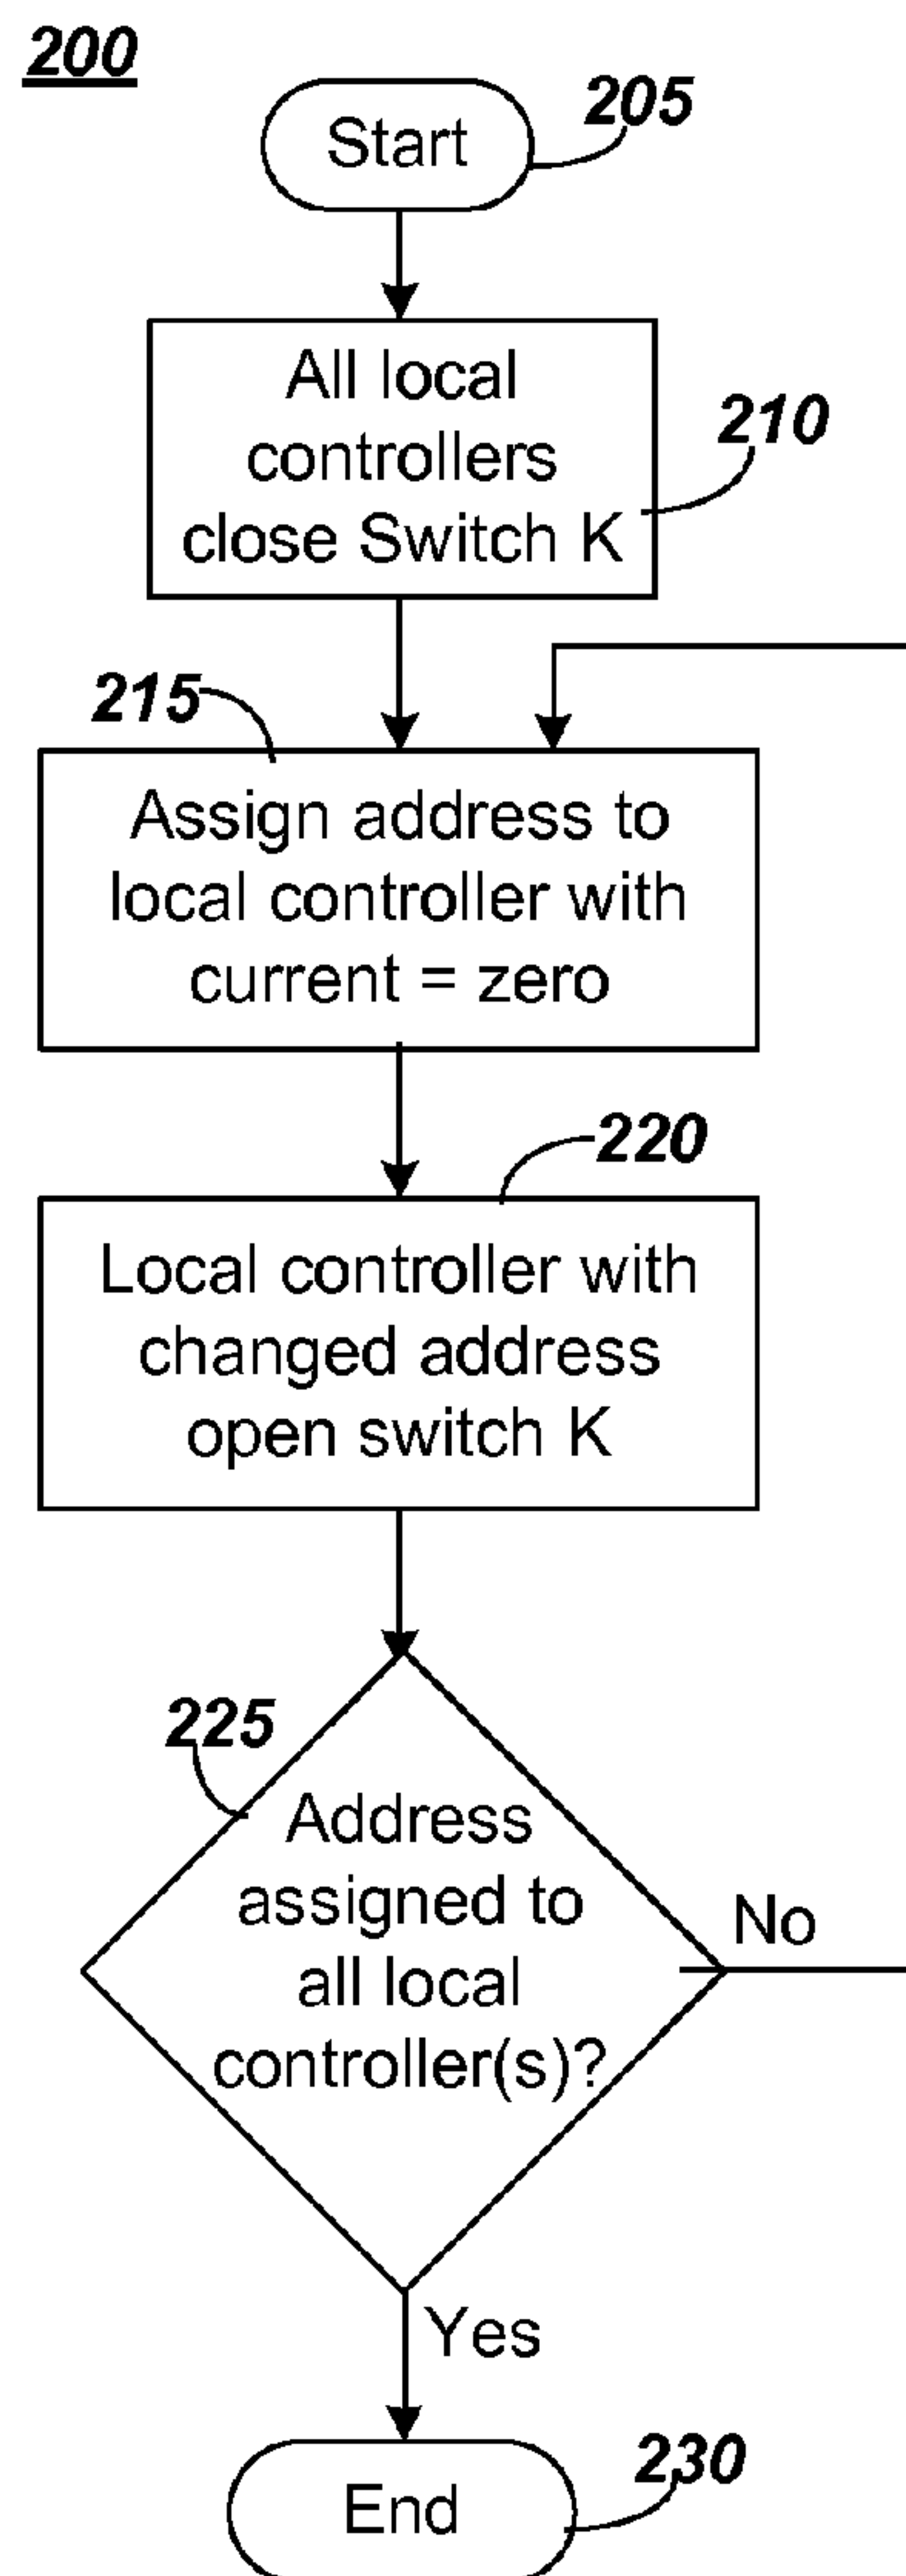 200
Start
205
All local
controllers
close Switch K
210
215
Assign address to
local controller with
current = zero
220
Local controller with
changed address
open switch K
225
Address
assigned to
all local
controller(s)?
No
Yes
End
230